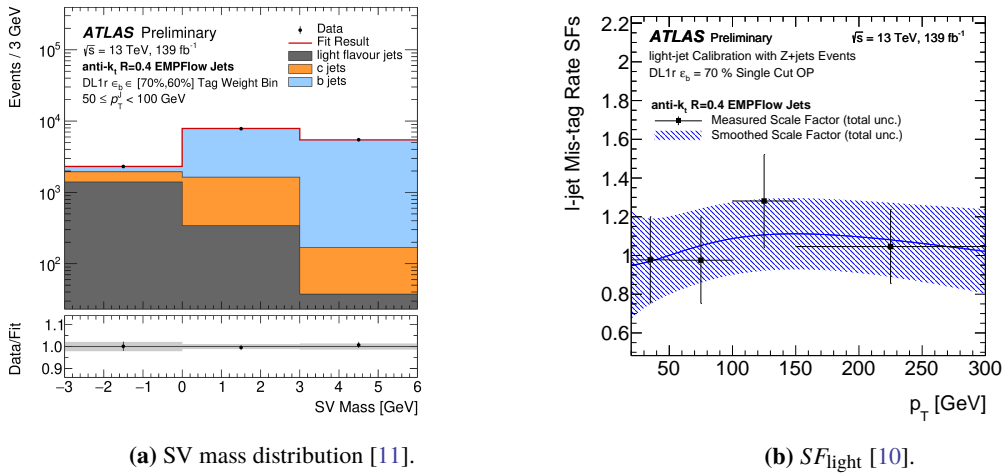 Events / 3 GeV
10⁵
10⁴
10³
10²
ATLAS Preliminary
√s = 13 TeV, 139 fb⁻¹
anti-kₜ R=0.4 EMPFlow Jets
DL1r ε_b ∈ [70%,60%] Tag Weight Bin
50 ≤ p_T^j < 100 GeV
Data
Fit Result
light flavour jets
c jets
b jets
Data/Fit
1.1
1.0
0.9
−3 −2 −1 0 1 2 3 4 5 6
SV Mass [GeV]
(a) SV mass distribution [11].
l-jet Mis-tag Rate SFs
2.2
2
1.8
1.6
1.4
1.2
1
0.8
0.6
ATLAS Preliminary
√s = 13 TeV, 139 fb⁻¹
light-jet Calibration with Z+jets Events
DL1r ε_b = 70 % Single Cut OP
anti-kₜ R=0.4 EMPFlow Jets
Measured Scale Factor (total unc.)
Smoothed Scale Factor (total unc.)
50 100 150 200 250 300
p_T [GeV]
(b) SF_light [10].